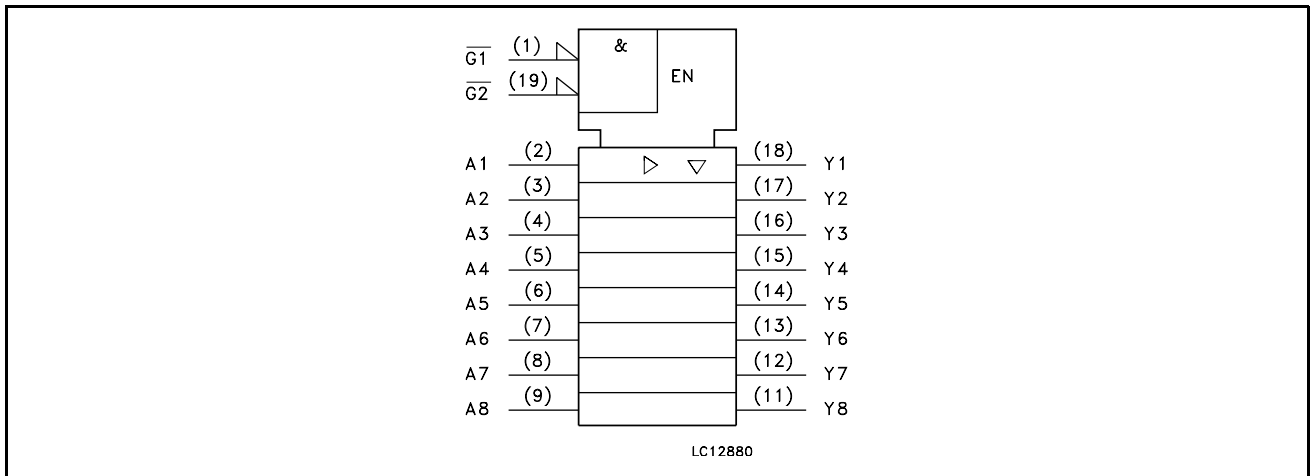 G1 (1) &
G2 (19) EN
A1 (2) (18) Y1
A2 (3) (17) Y2
A3 (4) (16) Y3
A4 (5) (15) Y4
A5 (6) (14) Y5
A6 (7) (13) Y6
A7 (8) (12) Y7
A8 (9) (11) Y8
LC12880